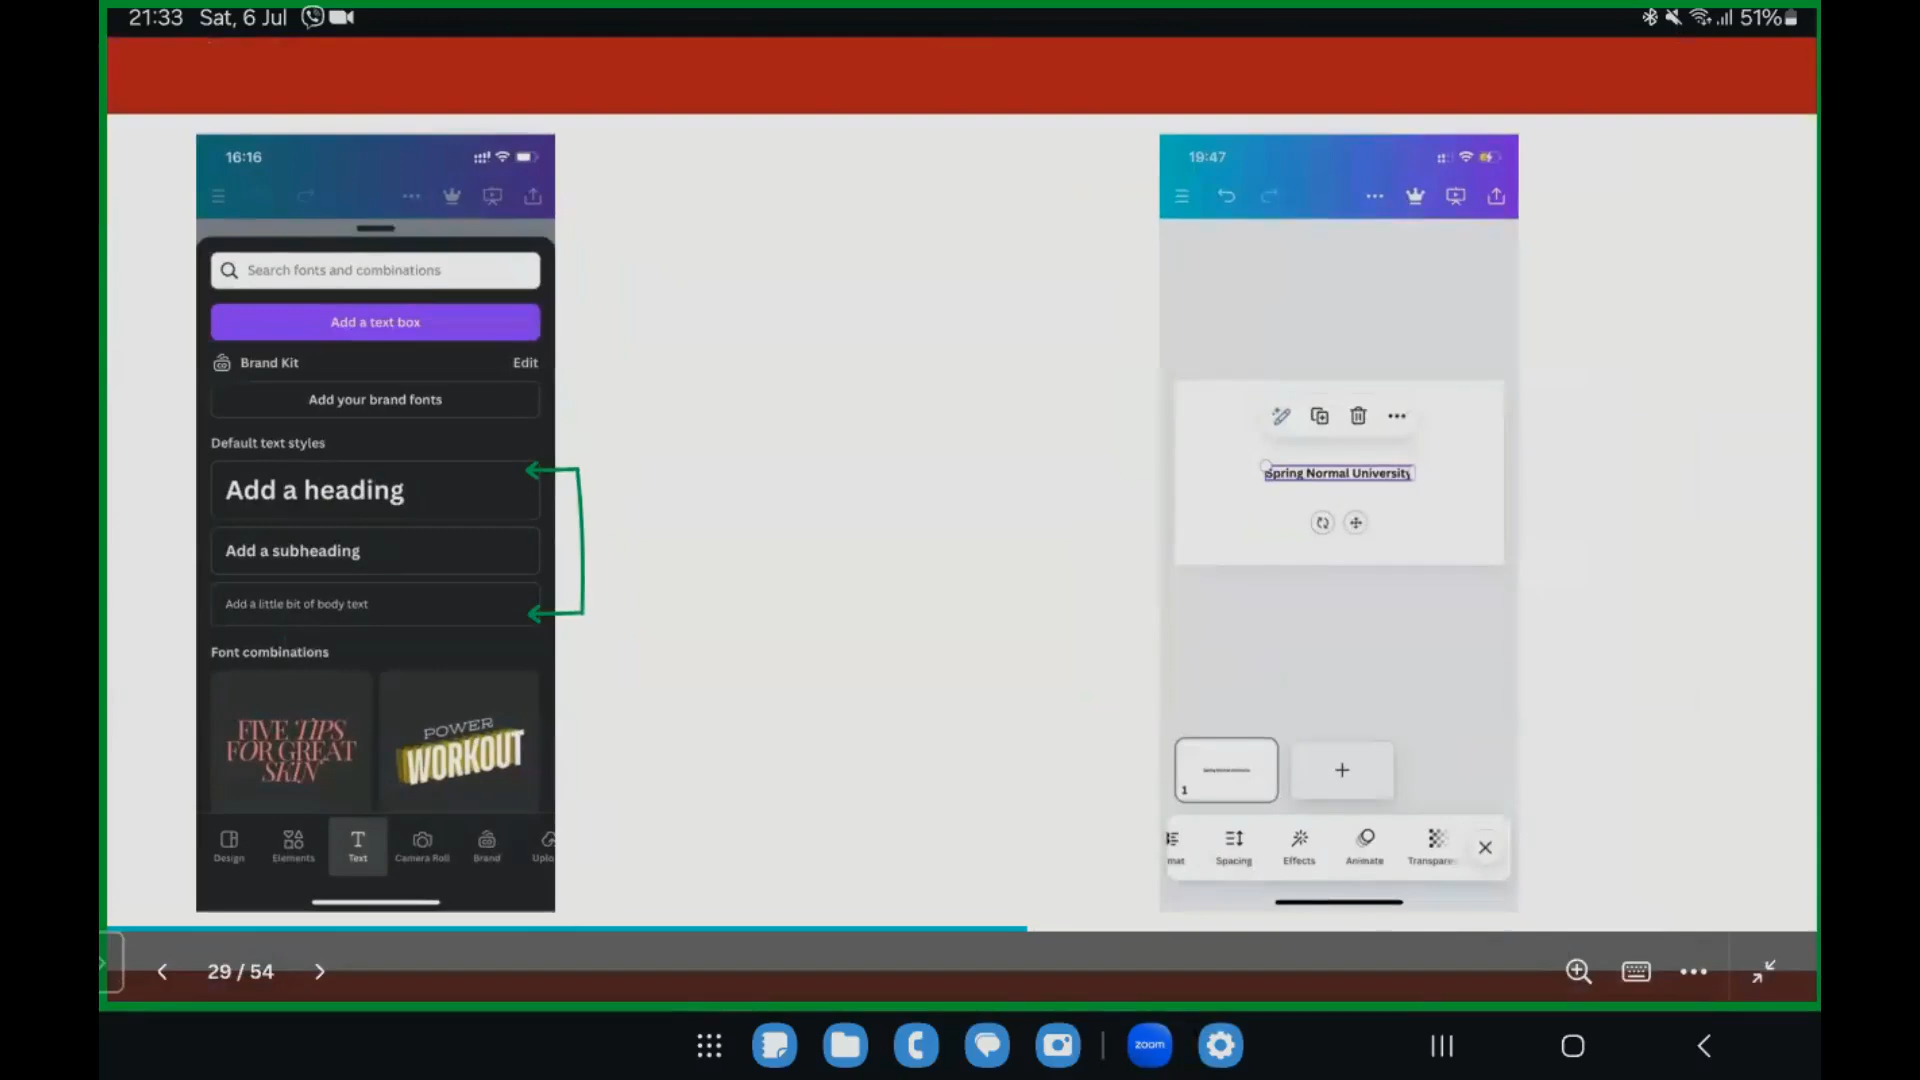 21:33 Sat, 6 Jul
51%
16:16
Search fonts and combinations
Add a text box
Brand Kit
Edit
Add your brand fonts
Default text styles
Add a heading
Add a subheading
Add a little bit of body text
Font combinations
FIVE TIPS
FOR GREAT
SKIN
POWER
WORKOUT
Design
Elements
Text
Camera Roll
Brand
Uplo
19:47
Spring Normal University
1
mat
Spacing
Effects
Animate
Transpare
29 / 54
zoom